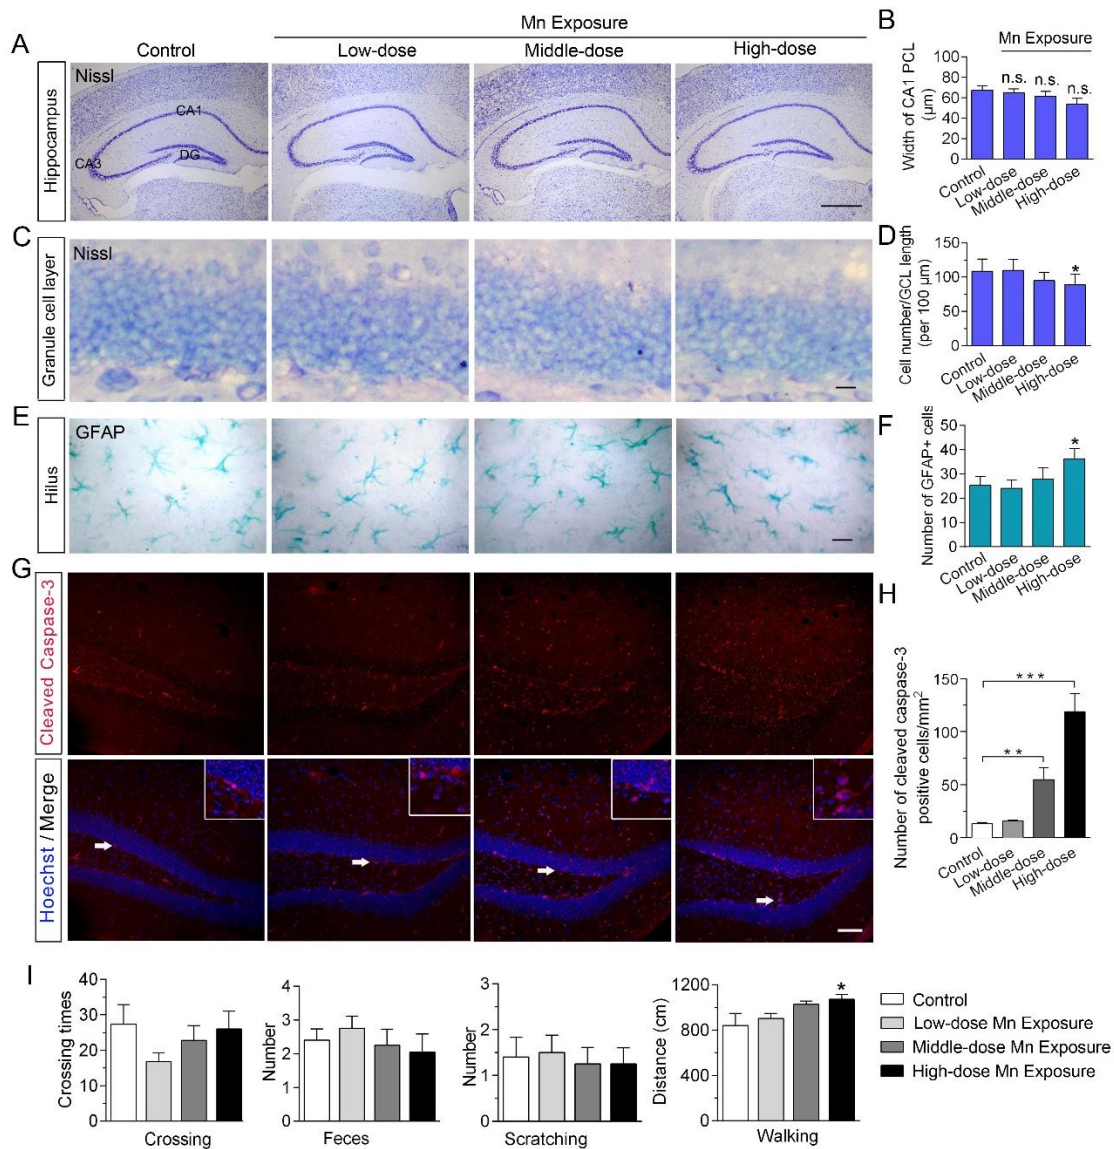 Mn Exposure
A
Control
Low-dose
Middle-dose
High-dose
Hippocampus
Nissl
CA1
CA3
DG
B
Mn Exposure
n.s.
n.s.
n.s.
Width of CA1 PCL
(μm)
100
80
60
40
20
0
Control
Low-dose
Middle-dose
High-dose
C
Granule cell layer
Nissl
D
Cell number/GCL length
(per 100 μm)
150
100
50
0
*
Control
Low-dose
Middle-dose
High-dose
E
Hilus
GFAP
F
Number of GFAP+ cells
50
40
30
20
10
0
*
Control
Low-dose
Middle-dose
High-dose
G
Cleaved Caspase-3
Hoechst / Merge
H
Number of cleaved caspase-3
positive cells/mm²
150
100
50
0
* * *
* *
Control
Low-dose
Middle-dose
High-dose
I
Crossing times
40
30
20
10
0
Crossing
Number
4
3
2
1
0
Feces
Number
3
2
1
0
Scratching
Distance (cm)
1200
800
400
0
*
Walking
Control
Low-dose Mn Exposure
Middle-dose Mn Exposure
High-dose Mn Exposure